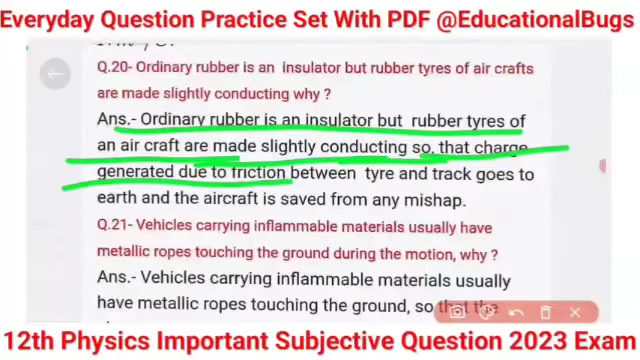 Everyday Question Practice Set With PDF @EducationalBugs
Q.20- Ordinary rubber is an insulator but rubber tyres of air crafts
are made slightly conducting why ?
Ans.- Ordinary rubber is an insulator but rubber tyres of
an air craft are made slightly conducting so, that charge
generated due to friction between tyre and track goes to
earth and the aircraft is saved from any mishap.
Q.21- Vehicles carrying inflammable materials usually have
metallic ropes touching the ground during the motion, why ?
Ans.- Vehicles carrying inflammable materials usually
have metallic ropes touching the ground, so that the
12th Physics Important Subjective Question 2023 Exam